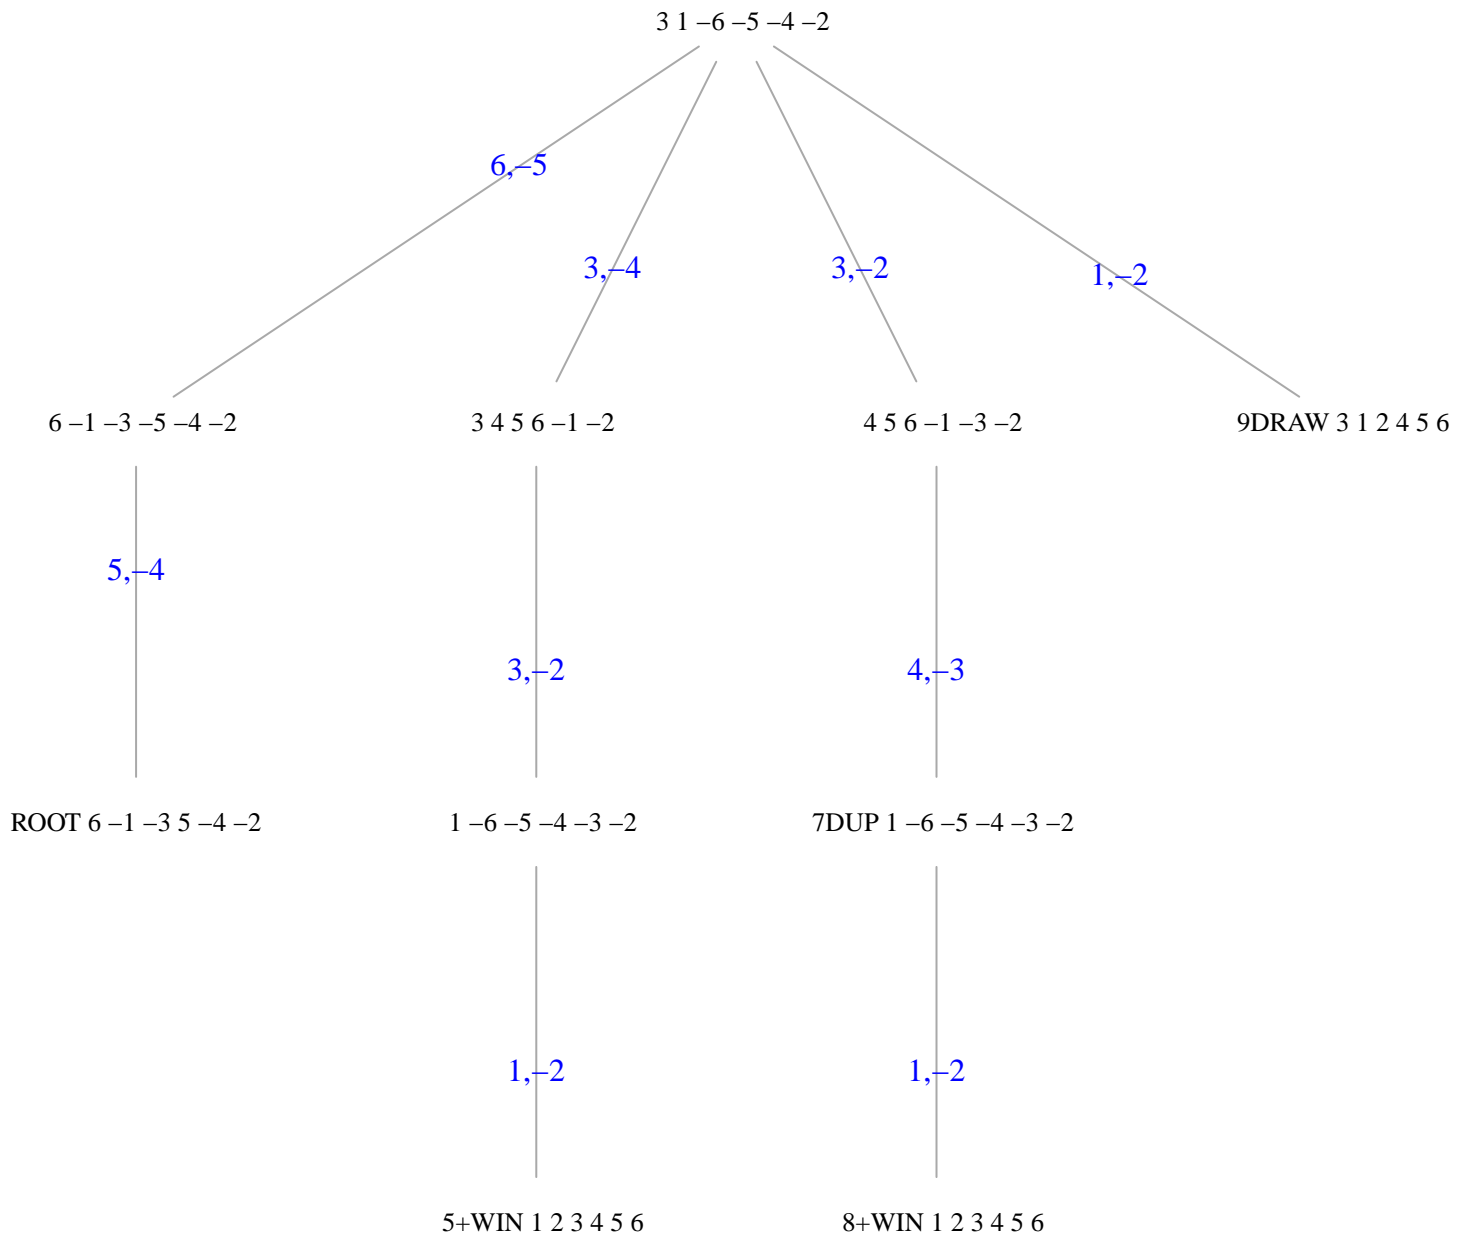 3 1 –6 –5 –4 –2
6,–5
3,–4
3,–2
1,–2
6 –1 –3 –5 –4 –2
3 4 5 6 –1 –2
4 5 6 –1 –3 –2
9DRAW 3 1 2 4 5 6
5,–4
3,–2
4,–3
ROOT 6 –1 –3 5 –4 –2
1 –6 –5 –4 –3 –2
7DUP 1 –6 –5 –4 –3 –2
1,–2
1,–2
5+WIN 1 2 3 4 5 6
8+WIN 1 2 3 4 5 6